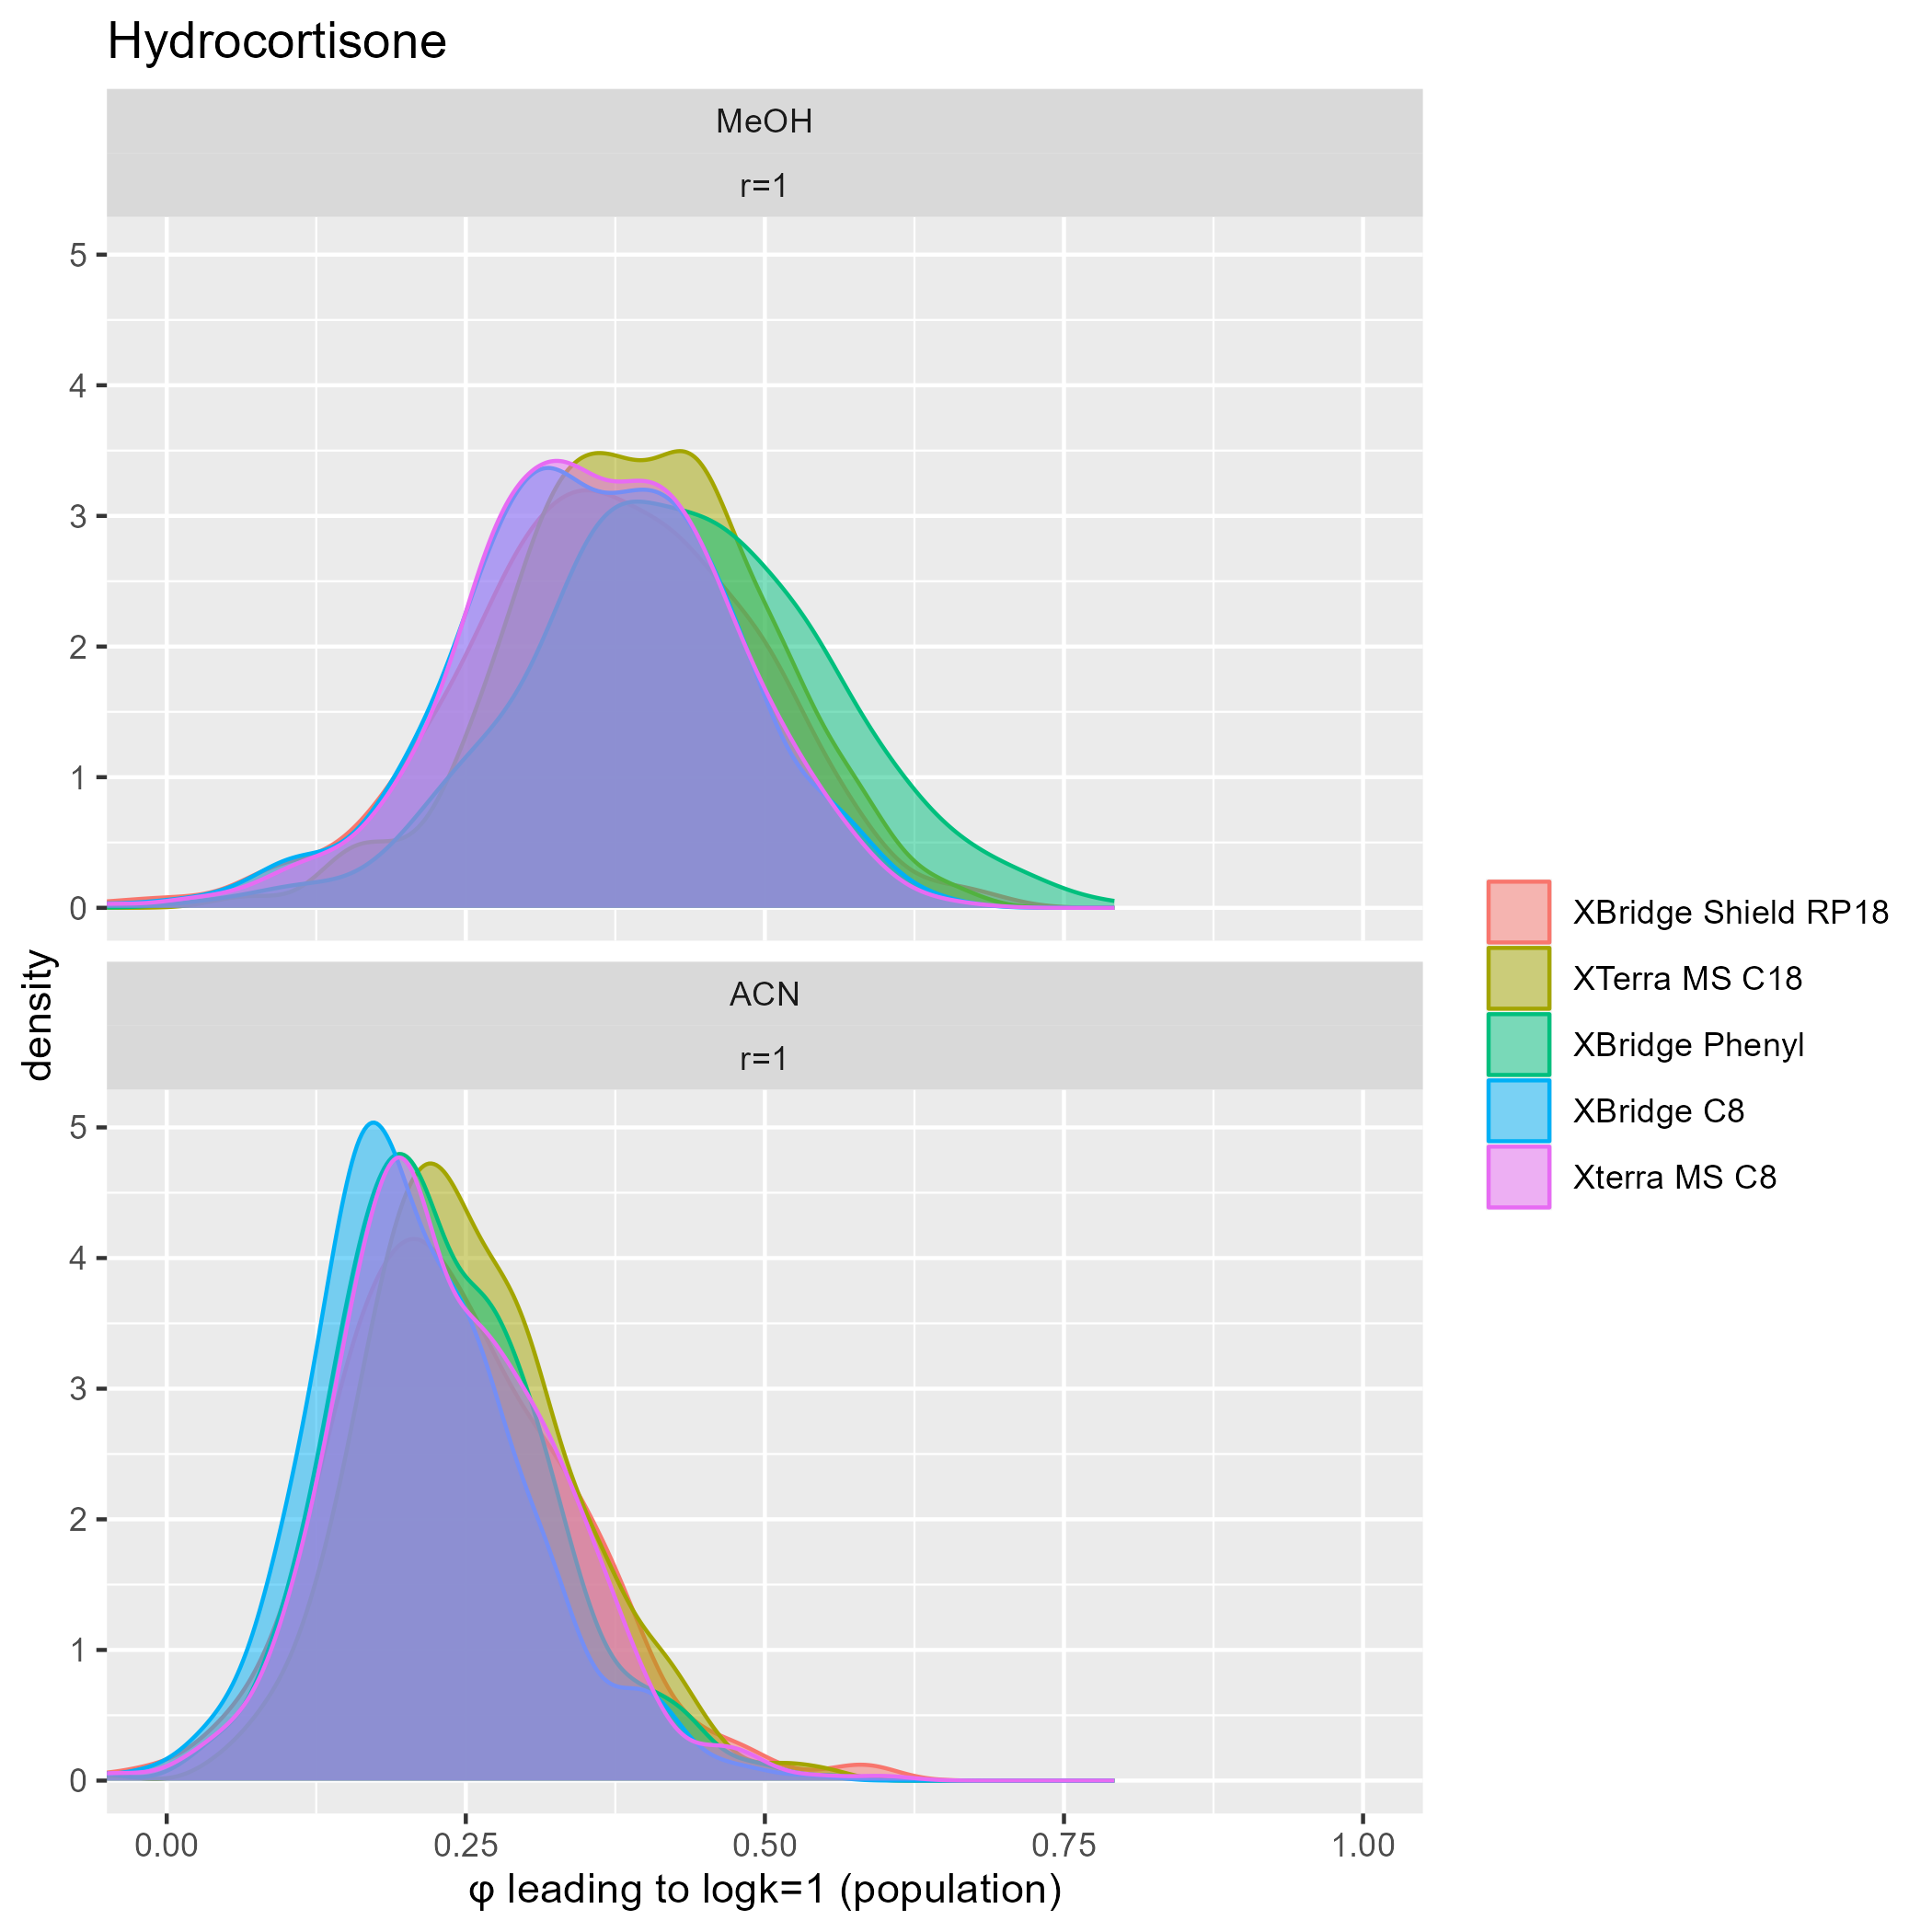 Hydrocortisone
MeOH
r=1
5
4
3
2
1
0
density
ACN
r=1
5
4
3
2
1
0
0.00 0.25 0.50 0.75 1.00
φ leading to logk=1 (population)
XBridge Shield RP18
XTerra MS C18
XBridge Phenyl
XBridge C8
Xterra MS C8